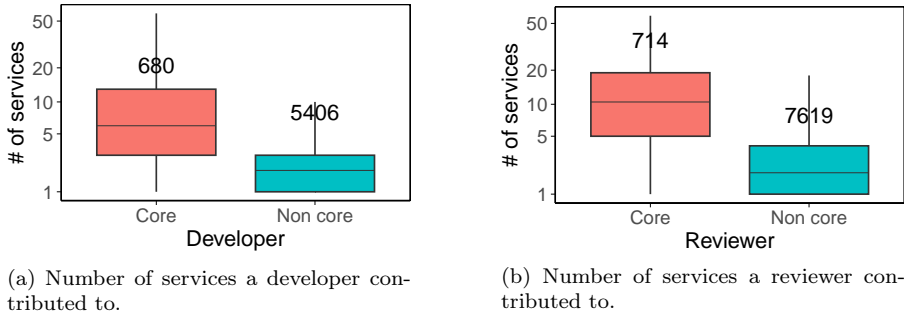 # of services
50
20
10
5
1
680
5406
Core
Non core
Developer
(a) Number of services a developer con-
tributed to.
# of services
50
20
10
5
1
714
7619
Core
Non core
Reviewer
(b) Number of services a reviewer con-
tributed to.